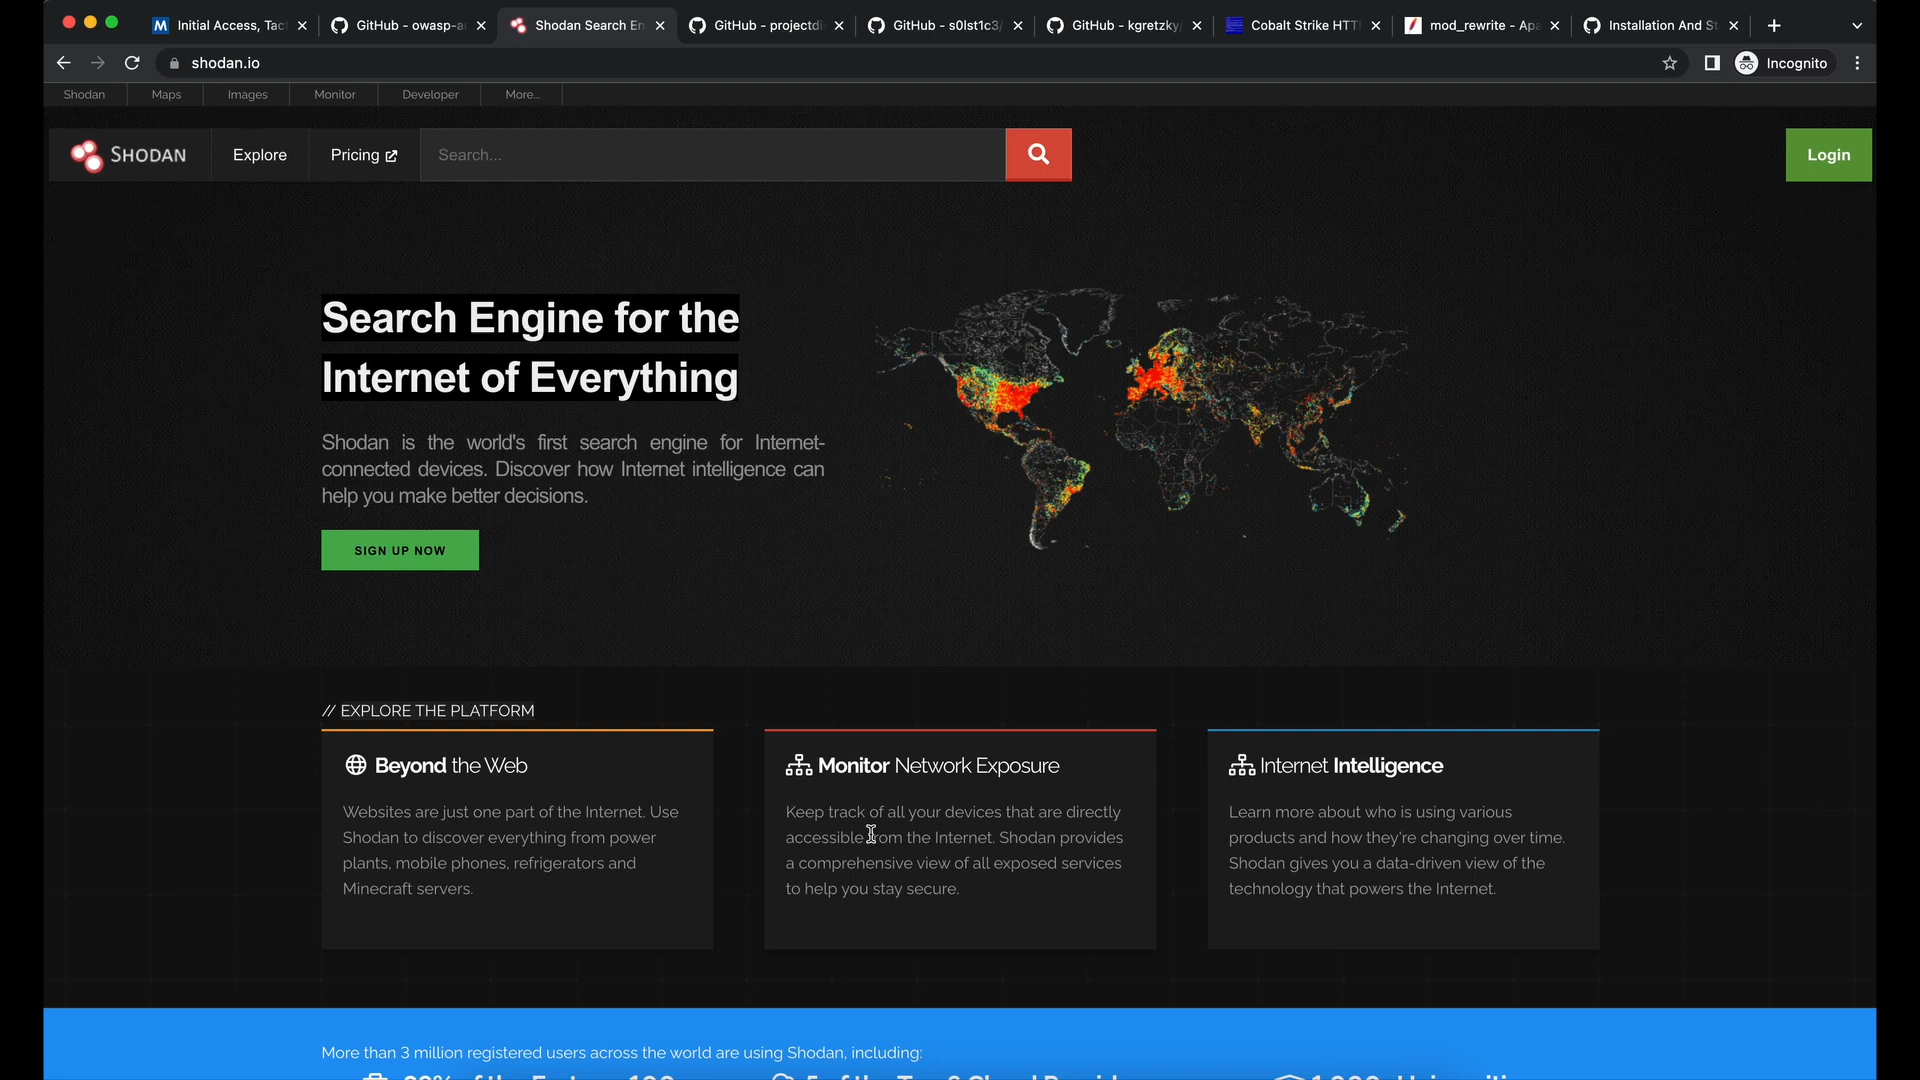 Initial Access, Tact
GitHub - owasp-a
Shodan Search En
GitHub - projectdi
GitHub - s0lst1c3/
GitHub - kgretzky/
Cobalt Strike HTT
mod_rewrite - Apa
Installation And S
shodan.io
Incognito
Shodan
Maps
Images
Monitor
Developer
More...
SHODAN
Explore
Pricing
Search...
Login
Search Engine for the
Internet of Everything
Shodan is the world's first search engine for Internet-
connected devices. Discover how Internet intelligence can
help you make better decisions.
SIGN UP NOW
// EXPLORE THE PLATFORM
Beyond the Web
Websites are just one part of the Internet. Use
Shodan to discover everything from power
plants, mobile phones, refrigerators and
Minecraft servers.
Monitor Network Exposure
Keep track of all your devices that are directly
accessible from the Internet. Shodan provides
a comprehensive view of all exposed services
to help you stay secure.
Internet Intelligence
Learn more about who is using various
products and how they're changing over time.
Shodan gives you a data-driven view of the
technology that powers the Internet.
More than 3 million registered users across the world are using Shodan, including: